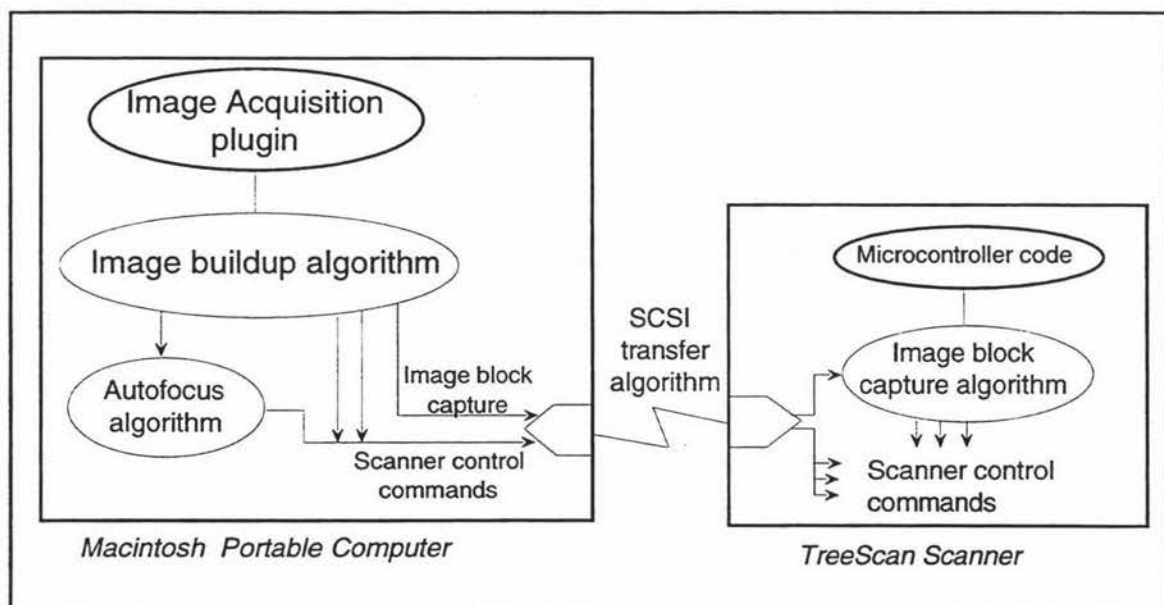 Image Acquisition
plugin
Image buildup algorithm
Autofocus
algorithm
Image block
capture
Scanner control
commands
Macintosh Portable Computer
SCSI
transfer
algorithm
Microcontroller code
Image block
capture algorithm
Scanner control
commands
TreeScan Scanner